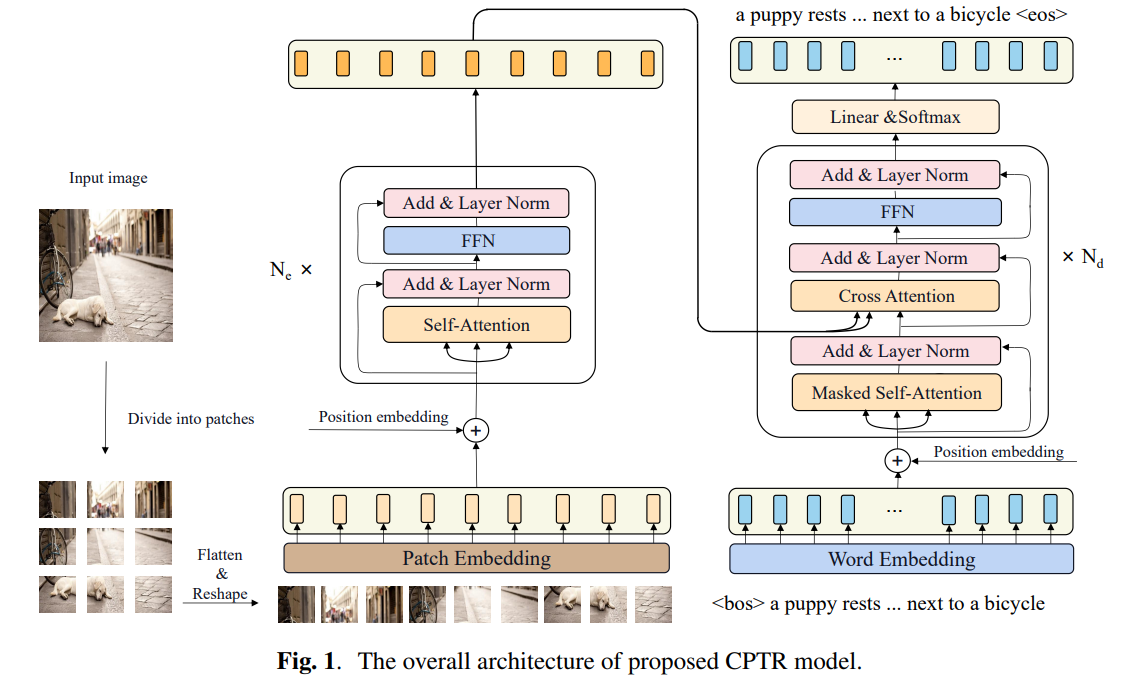 a puppy rests ... next to a bicycle <eos>
...
Linear &Softmax
Add & Layer Norm
FFN
Add & Layer Norm
Cross Attention
Add & Layer Norm
Masked Self-Attention
× Nd
Position embedding
...
Word Embedding
<bos> a puppy rests ... next to a bicycle
Input image
Divide into patches
Flatten
&
Reshape
Add & Layer Norm
FFN
Add & Layer Norm
Self-Attention
Ne ×
Position embedding
+
+
Patch Embedding
Fig. 1. The overall architecture of proposed CPTR model.